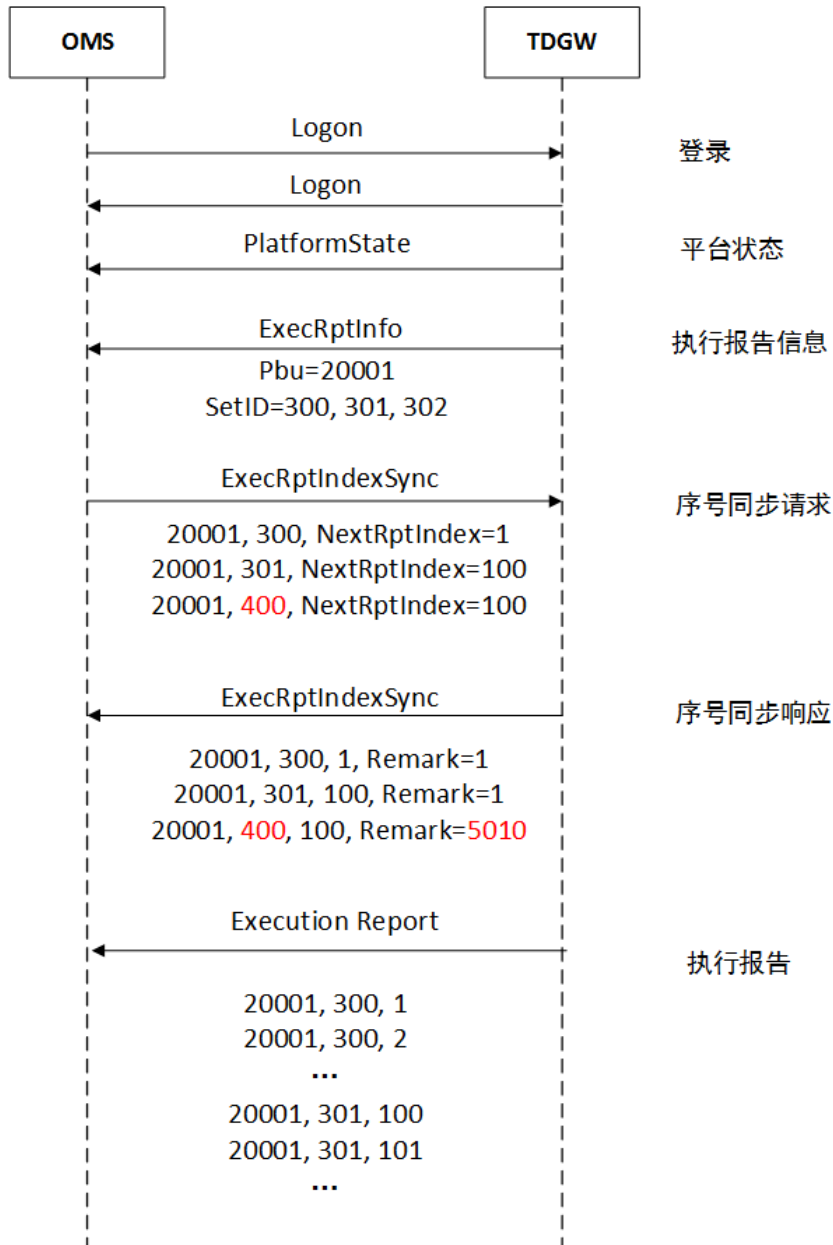 OMS
TDGW
Logon
登录
Logon
PlatformState
平台状态
ExecRptInfo
执行报告信息
Pbu=20001
SetID=300, 301, 302
ExecRptIndexSync
序号同步请求
20001, 300, NextRptIndex=1
20001, 301, NextRptIndex=100
20001, 400, NextRptIndex=100
ExecRptIndexSync
序号同步响应
20001, 300, 1, Remark=1
20001, 301, 100, Remark=1
20001, 400, 100, Remark=5010
Execution Report
执行报告
20001, 300, 1
20001, 300, 2
...
20001, 301, 100
20001, 301, 101
...